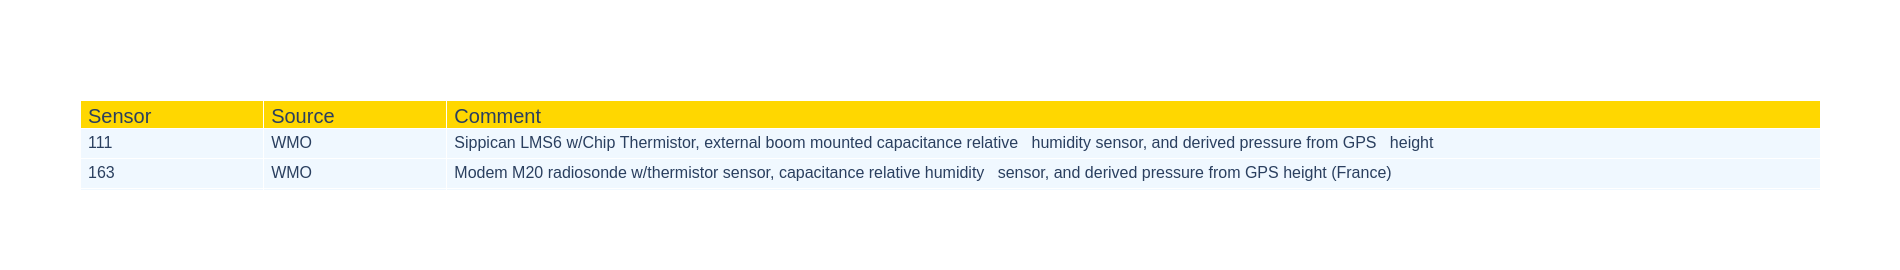 Sensor Source Comment
111 WMO Sippican LMS6 w/Chip Thermistor, external boom mounted capacitance relative   humidity sensor, and derived pressure from GPS   height
163 WMO Modem M20 radiosonde w/thermistor sensor, capacitance relative humidity   sensor, and derived pressure from GPS height (France)